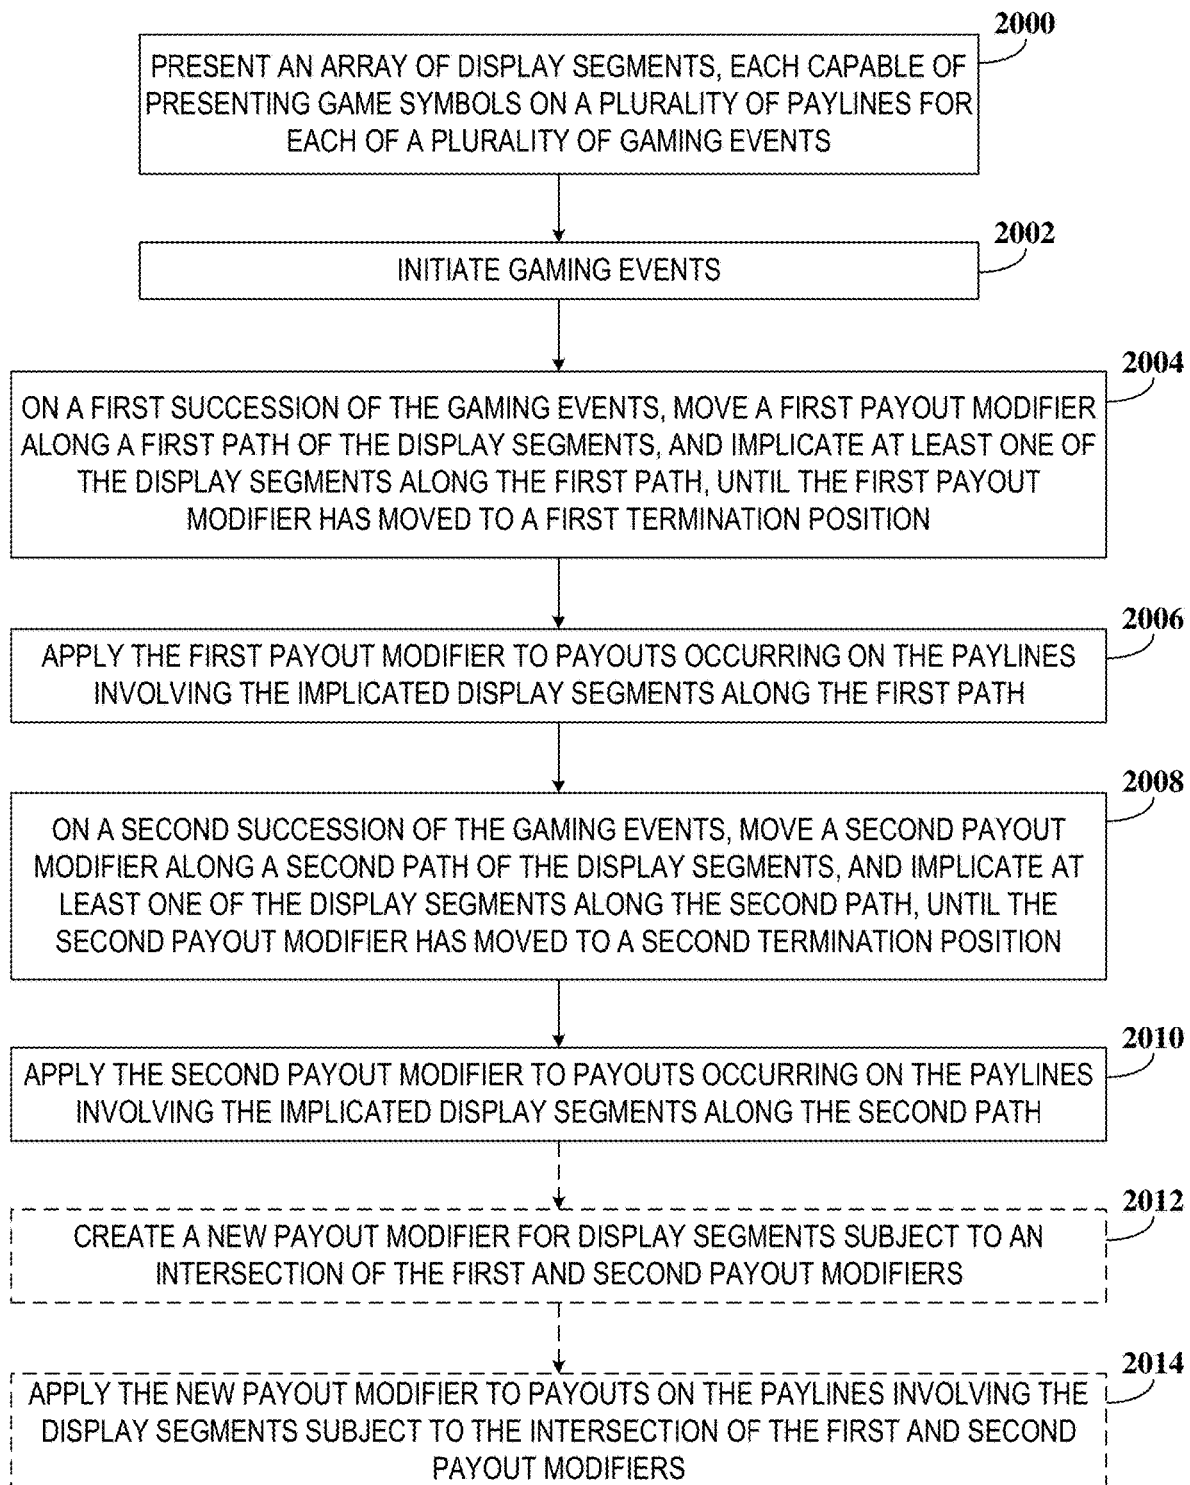 2000
PRESENT AN ARRAY OF DISPLAY SEGMENTS, EACH CAPABLE OF
PRESENTING GAME SYMBOLS ON A PLURALITY OF PAYLINES FOR
EACH OF A PLURALITY OF GAMING EVENTS
2002
INITIATE GAMING EVENTS
2004
ON A FIRST SUCCESSION OF THE GAMING EVENTS, MOVE A FIRST PAYOUT MODIFIER
ALONG A FIRST PATH OF THE DISPLAY SEGMENTS, AND IMPLICATE AT LEAST ONE OF
THE DISPLAY SEGMENTS ALONG THE FIRST PATH, UNTIL THE FIRST PAYOUT
MODIFIER HAS MOVED TO A FIRST TERMINATION POSITION
2006
APPLY THE FIRST PAYOUT MODIFIER TO PAYOUTS OCCURRING ON THE PAYLINES
INVOLVING THE IMPLICATED DISPLAY SEGMENTS ALONG THE FIRST PATH
2008
ON A SECOND SUCCESSION OF THE GAMING EVENTS, MOVE A SECOND PAYOUT
MODIFIER ALONG A SECOND PATH OF THE DISPLAY SEGMENTS, AND IMPLICATE AT
LEAST ONE OF THE DISPLAY SEGMENTS ALONG THE SECOND PATH, UNTIL THE
SECOND PAYOUT MODIFIER HAS MOVED TO A SECOND TERMINATION POSITION
2010
APPLY THE SECOND PAYOUT MODIFIER TO PAYOUTS OCCURRING ON THE PAYLINES
INVOLVING THE IMPLICATED DISPLAY SEGMENTS ALONG THE SECOND PATH
2012
CREATE A NEW PAYOUT MODIFIER FOR DISPLAY SEGMENTS SUBJECT TO AN
INTERSECTION OF THE FIRST AND SECOND PAYOUT MODIFIERS
2014
APPLY THE NEW PAYOUT MODIFIER TO PAYOUTS ON THE PAYLINES INVOLVING THE
DISPLAY SEGMENTS SUBJECT TO THE INTERSECTION OF THE FIRST AND SECOND
PAYOUT MODIFIERS